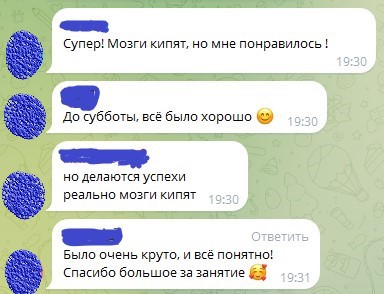 Супер! Мозги кипят, но мне понравилось !
19:30
До субботы, всё было хорошо 😊
19:30
но делаются успехи
реально мозги кипят
19:30
Ответить
Было очень круто, и всё понятно!
Спасибо большое за занятие 🥰
19:31